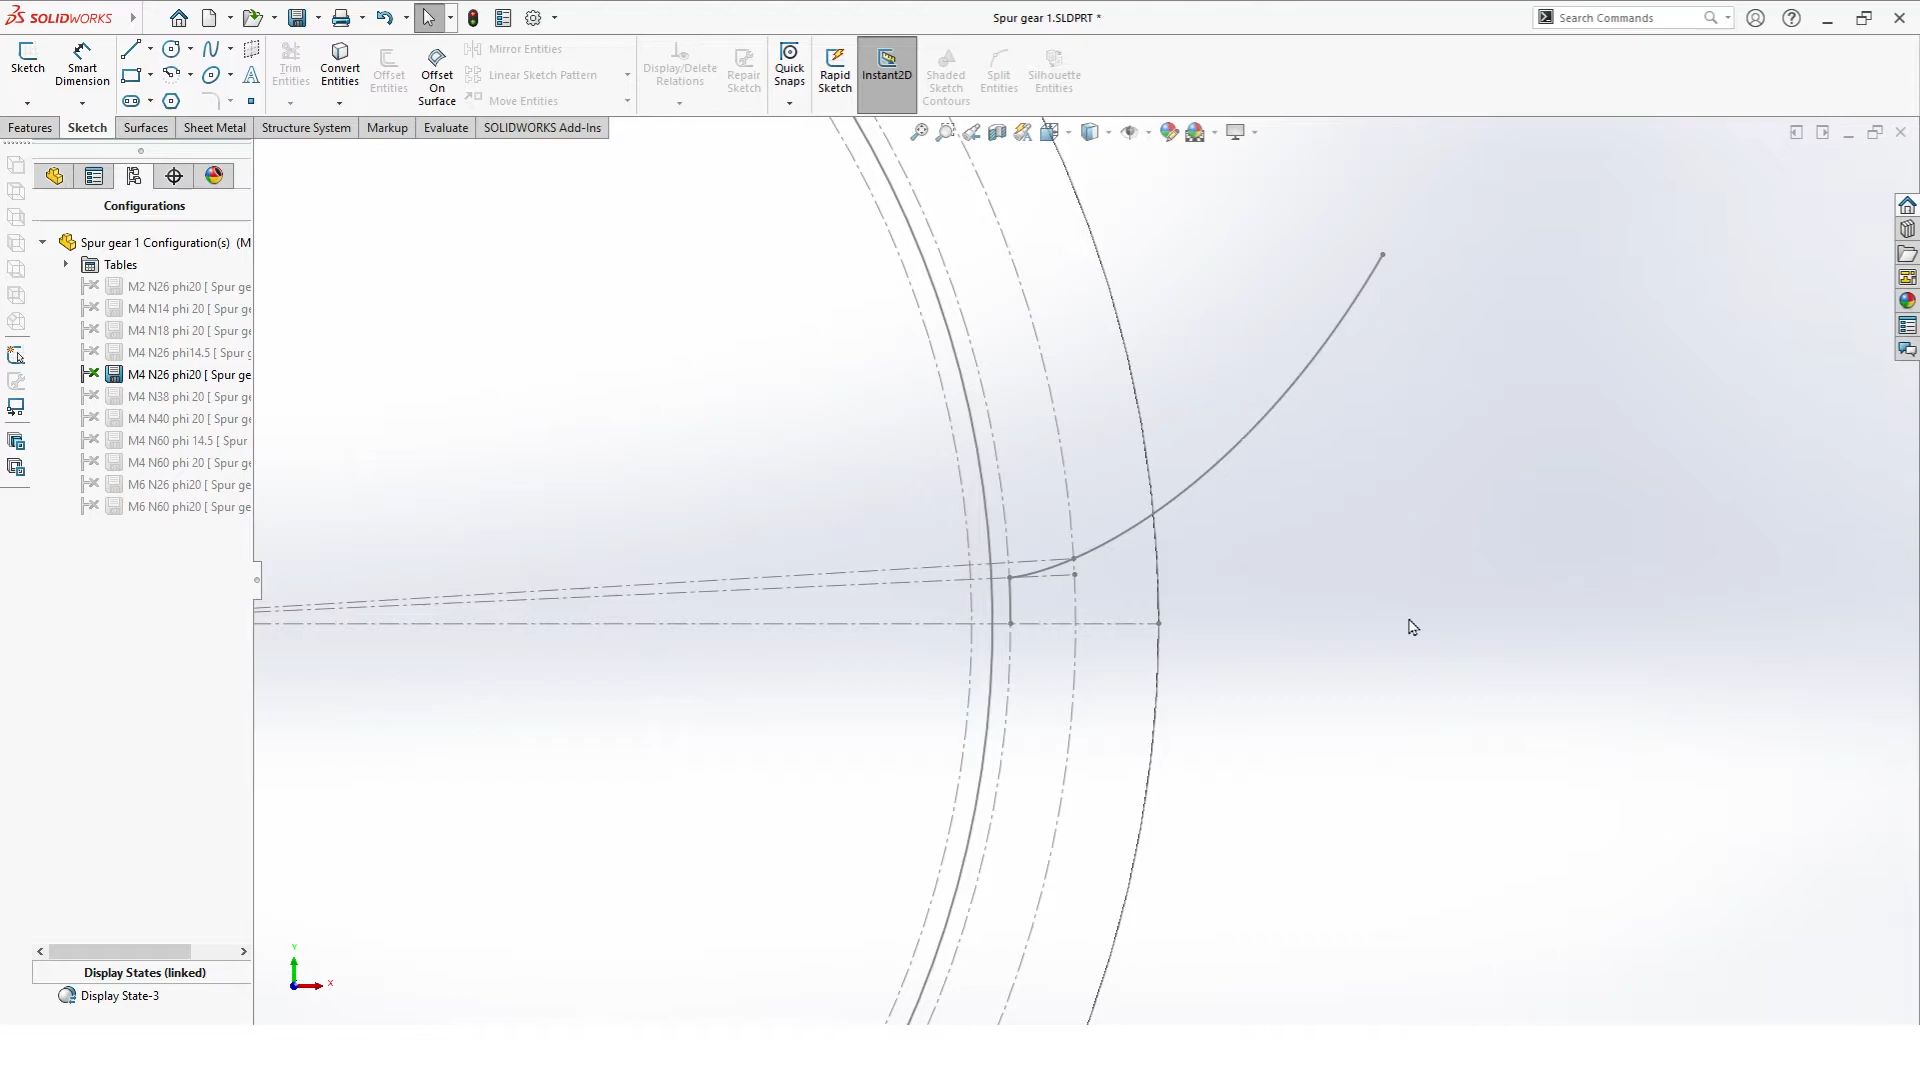 SOLIDWORKS
Spur gear 1.SLDPRT *
Search Commands
Sketch
Smart Dimension
Trim Entities
Convert Entities
Offset Entities
Offset On Surface
Mirror Entities
Linear Sketch Pattern
Move Entities
Display/Delete Relations
Repair Sketch
Quick Snaps
Rapid Sketch
Instant2D
Shaded Sketch Contours
Split Entities
Silhouette Entities
Features
Sketch
Surfaces
Sheet Metal
Structure System
Markup
Evaluate
SOLIDWORKS Add-Ins
Configurations
Spur gear 1 Configuration(s) (M
Tables
M2 N26 phi20 [ Spur ge
M4 N14 phi 20 [ Spur g
M4 N18 phi 20 [ Spur g
M4 N26 phi14.5 [ Spur g
M4 N26 phi20 [ Spur ge
M4 N38 phi 20 [ Spur g
M4 N40 phi 20 [ Spur g
M4 N60 phi 14.5 [ Spur
M4 N60 phi 20 [ Spur g
M6 N26 phi20 [ Spur ge
M6 N60 phi20 [ Spur ge
Display States (linked)
Display State-3
Y
X